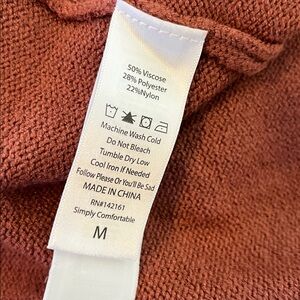 50% Viscose
28% Polyester
22%Nylon
Machine Wash Cold
Do Not Bleach
Tumble Dry Low
Cool Iron If Needed
Follow Please Or You'll Be Sad
MADE IN CHINA
RN#142161
Simply Comfortable
M